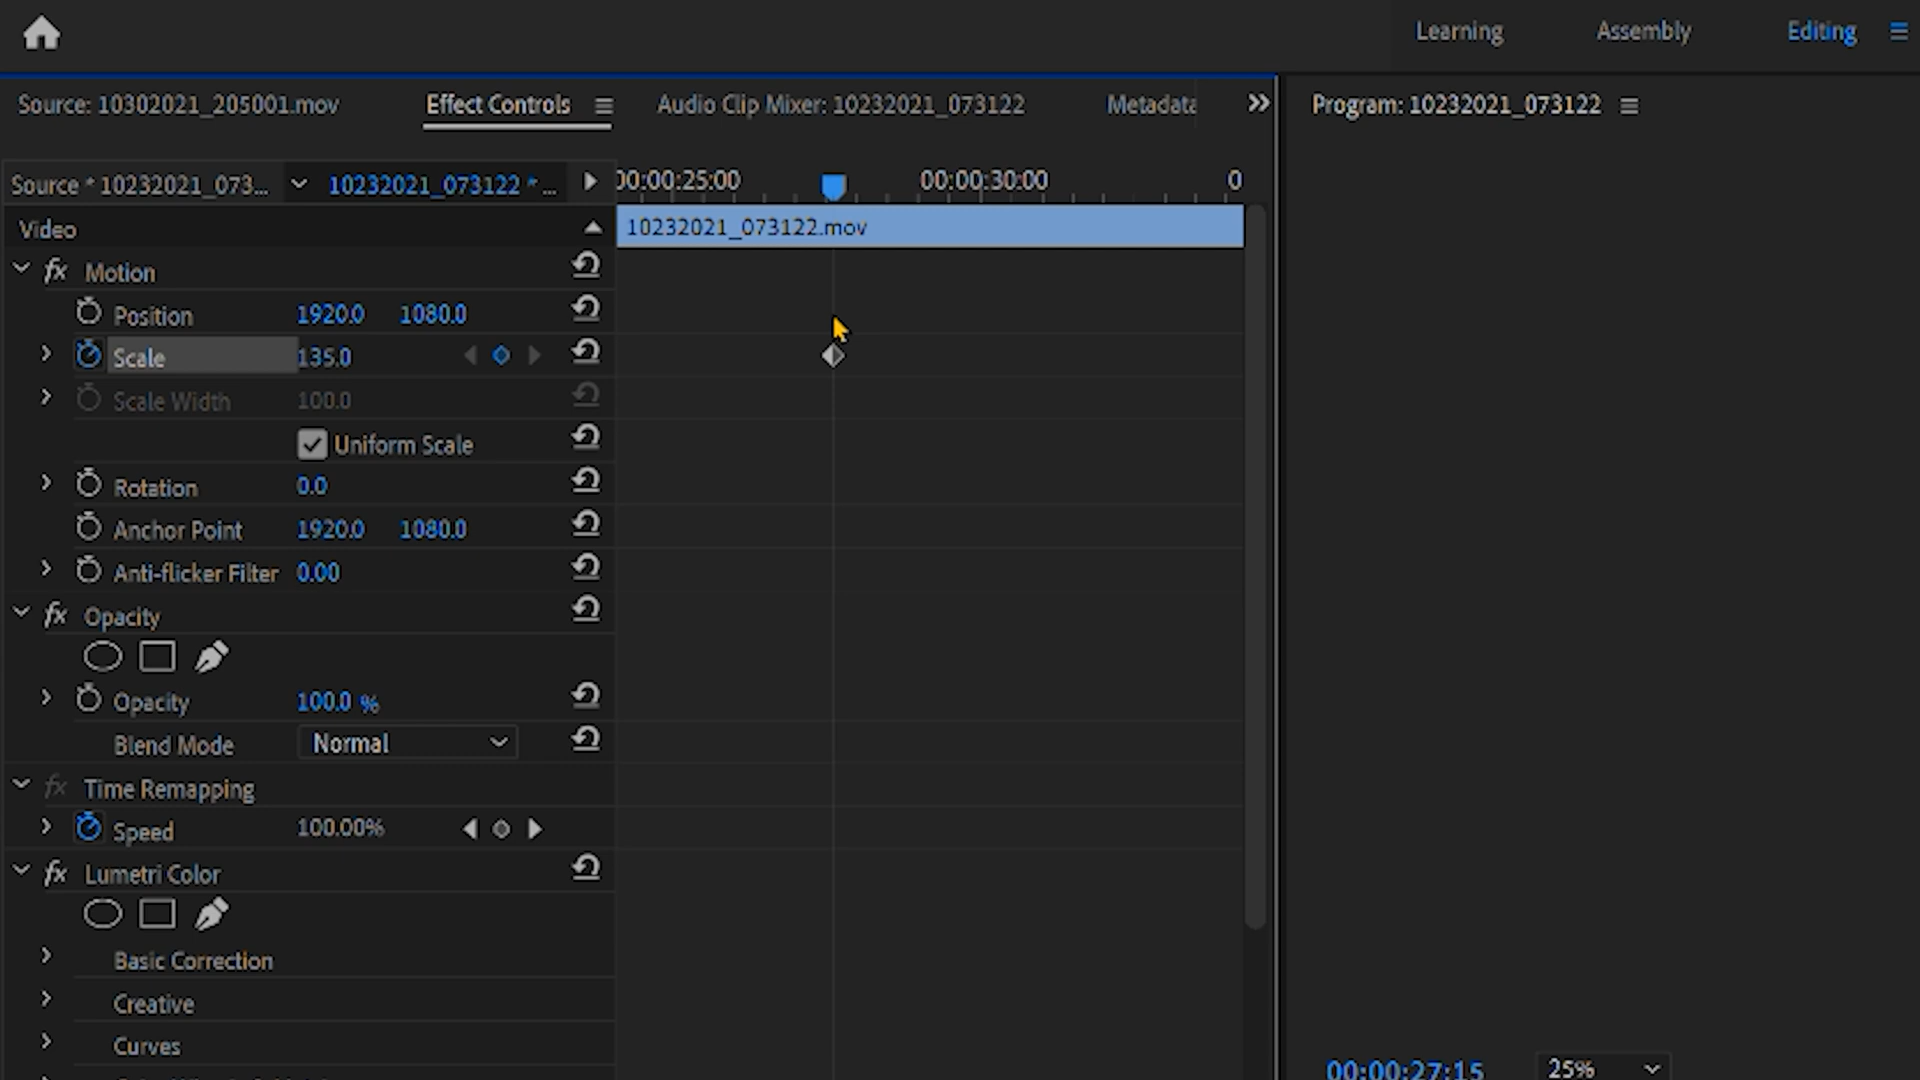 Learning Assembly Editing
Source: 10302021_205001.mov Effect Controls Audio Clip Mixer: 10232021_073122 Metadata Program: 10232021_073122
Source * 10232021_073... 10232021_073122 * ... 00:00:25:00 00:00:30:00 0
Video 10232021_073122.mov
fx Motion
Position 1920.0 1080.0
Scale 135.0
Scale Width 100.0
Uniform Scale
Rotation 0.0
Anchor Point 1920.0 1080.0
Anti-flicker Filter 0.00
fx Opacity
Opacity 100.0 %
Blend Mode Normal
fx Time Remapping
Speed 100.00%
fx Lumetri Color
Basic Correction
Creative
Curves
00:00:27:15 25%